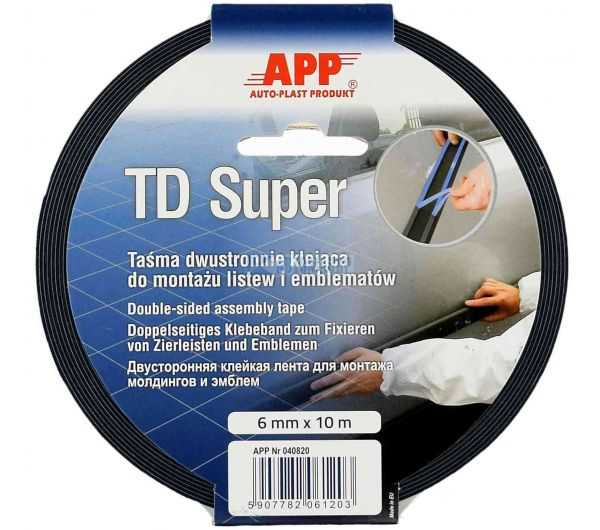 APP
®
AUTO-PLAST PRODUKT
TD Super
Taśma dwustronnie klejąca
do montażu listew i emblematów
Double-sided assembly tape
Doppelseitiges Klebeband zum Fixieren
von Zierleisten und Emblemen
Двусторонняя клейкая лента для монтажа
молдингов и эмблем
6 mm x 10 m
APP Nr 040820
5 907782 061203
Made in EU